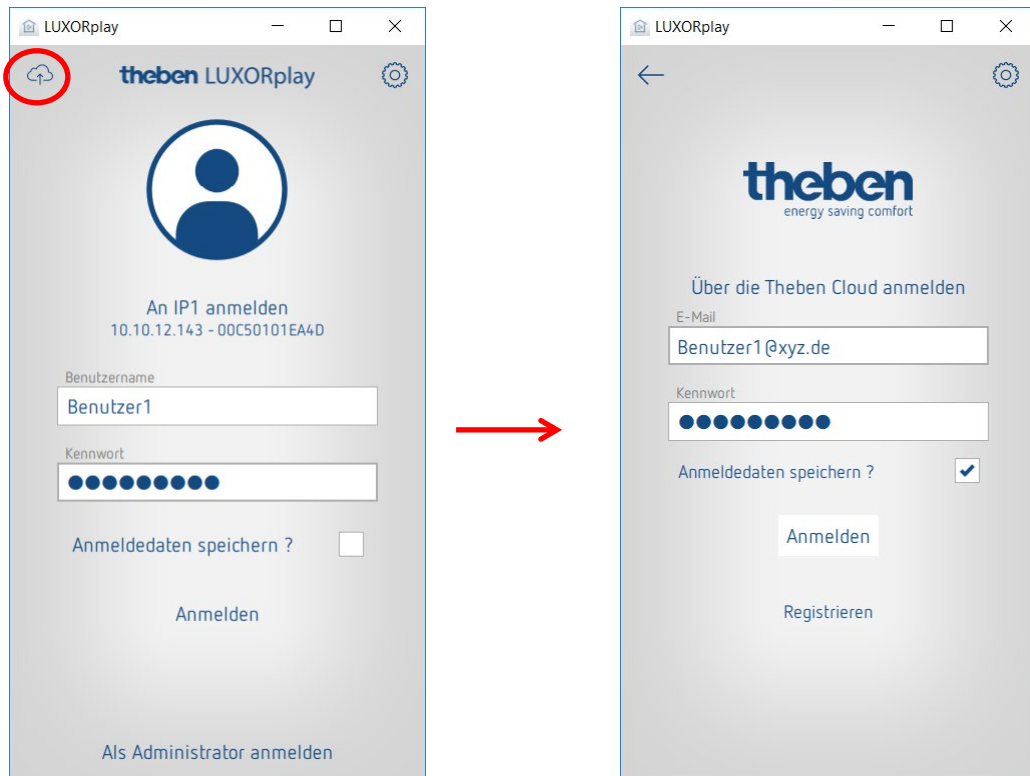 LUXORplay
theben LUXORplay
An IP1 anmelden
10.10.12.143 - 00C50101EA4D
Benutzername
Benutzer1
Kennwort
●●●●●●●●●
Anmeldedaten speichern ?
Anmelden
Als Administrator anmelden
LUXORplay
theben
energy saving comfort
Über die Theben Cloud anmelden
E-Mail
Benutzer1@xyz.de
Kennwort
●●●●●●●●●
Anmeldedaten speichern ?
Anmelden
Registrieren